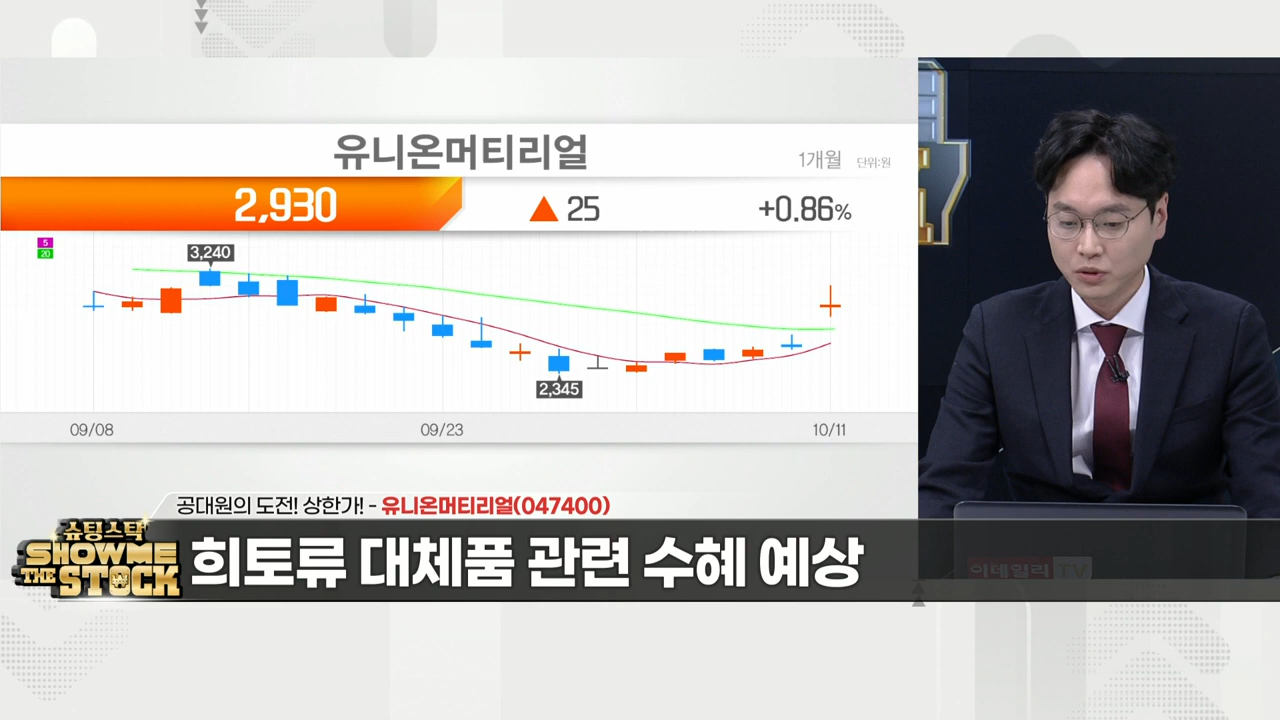 유니온머티리얼
1개월 단위:원
2,930 ▲ 25 +0.86%
5
20
3,240
2,345
09/08 09/23 10/11
공대원의 도전! 상한가! - 유니온머티리얼(047400)
슈팅스탁
SHOW ME
THE STOCK
희토류 대체품 관련 수혜 예상
이데일리 TV